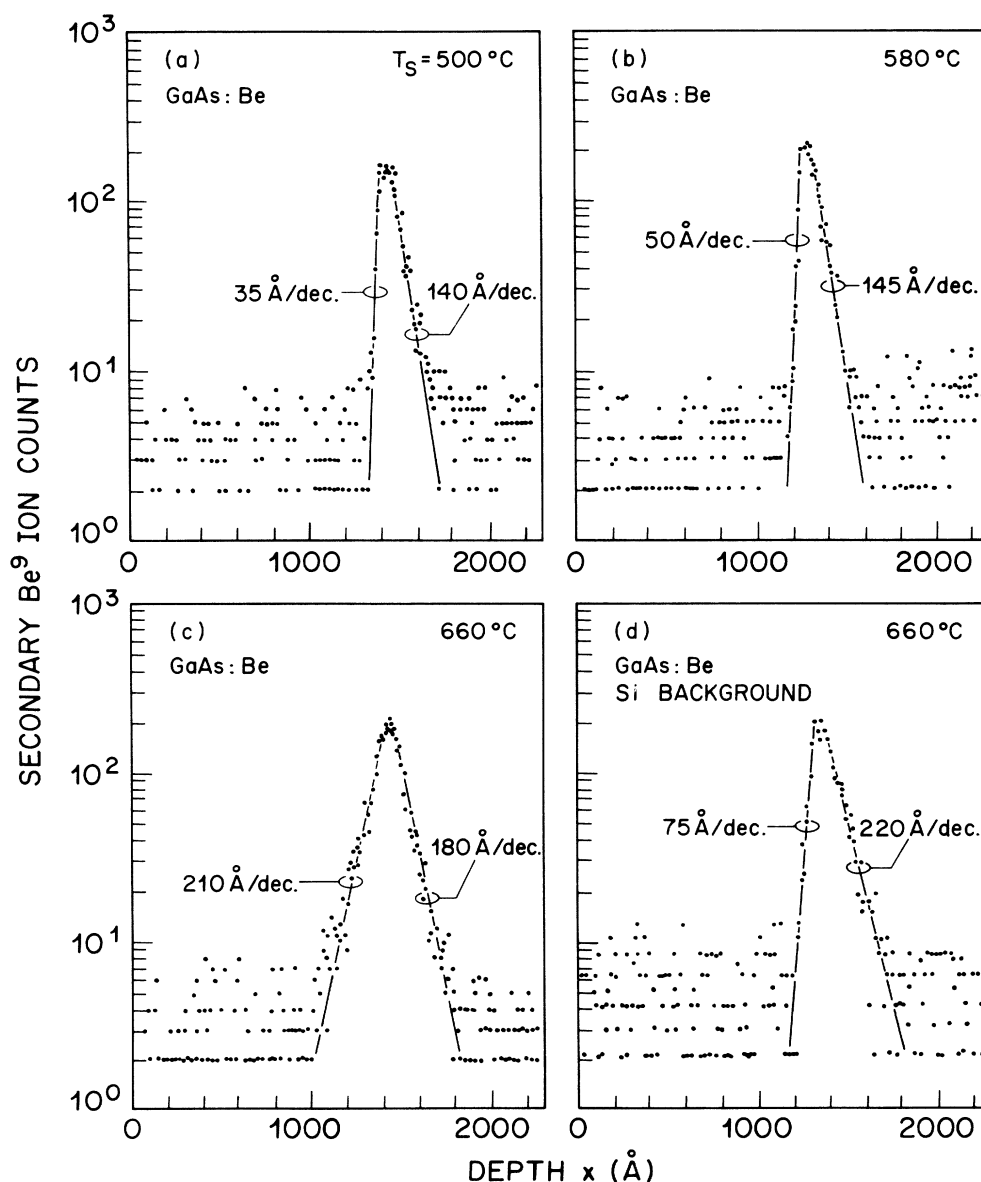 SECONDARY Be⁹ ION COUNTS
(a) T_S = 500 °C
GaAs : Be
35 Å/dec.
140 Å/dec.
10³
10²
10¹
10⁰
0 1000 2000
(b) 580 °C
GaAs : Be
50 Å/dec.
145 Å/dec.
0 1000 2000
(c) 660 °C
GaAs : Be
210 Å/dec.
180 Å/dec.
10³
10²
10¹
10⁰
0 1000 2000
(d) 660 °C
GaAs : Be
Si BACKGROUND
75 Å/dec.
220 Å/dec.
0 1000 2000
DEPTH x (Å)